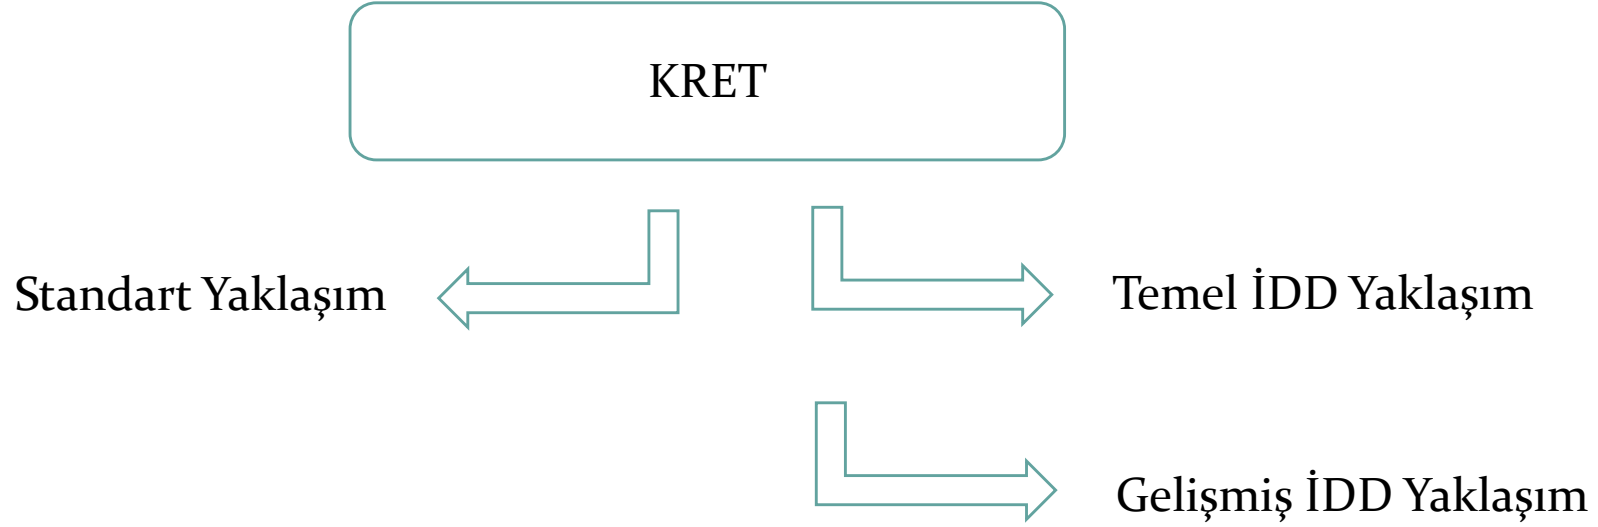 KRET
Standart Yaklaşım
Temel İDD Yaklaşım
Gelişmiş İDD Yaklaşım